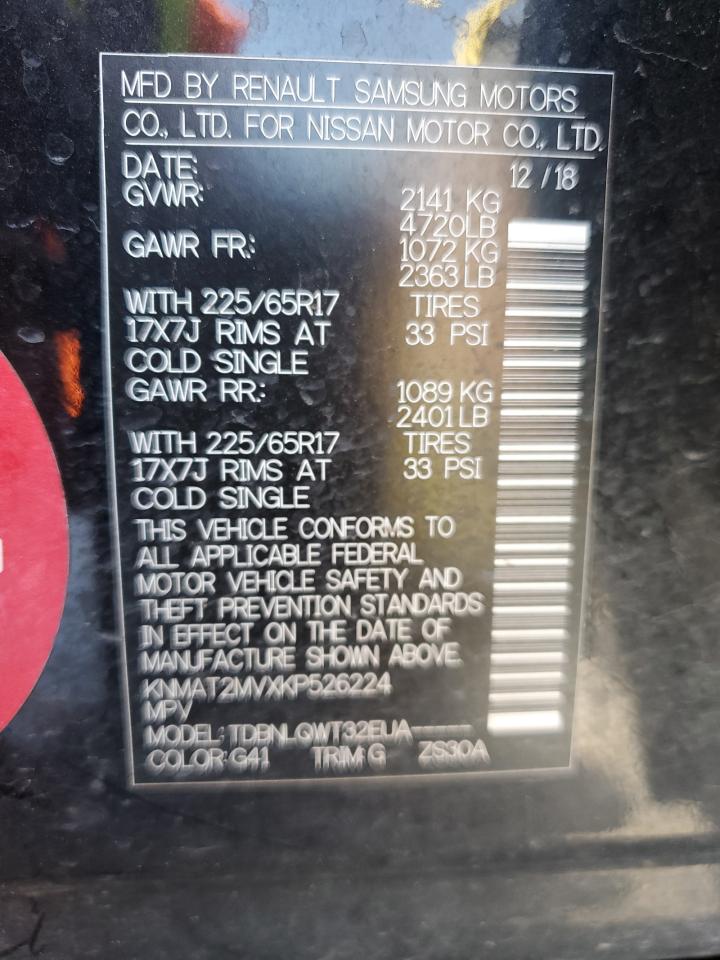 MFD BY RENAULT SAMSUNG MOTORS
CO., LTD. FOR NISSAN MOTOR CO., LTD.
DATE: 12 / 18
GVWR: 2141 KG
4720LB
GAWR FR.: 1072 KG
2363 LB
WITH 225/65R17 TIRES
17X7J RIMS AT 33 PSI
COLD SINGLE
GAWR RR.: 1089 KG
2401 LB
WITH 225/65R17 TIRES
17X7J RIMS AT 33 PSI
COLD SINGLE
THIS VEHICLE CONFORMS TO
ALL APPLICABLE FEDERAL
MOTOR VEHICLE SAFETY AND
THEFT PREVENTION STANDARDS
IN EFFECT ON THE DATE OF
MANUFACTURE SHOWN ABOVE.
KNMAT2MVXKP526224
MPV
MODEL: TDBNLQWT32EUA------
COLOR: G41 TRIM: G ZS30A